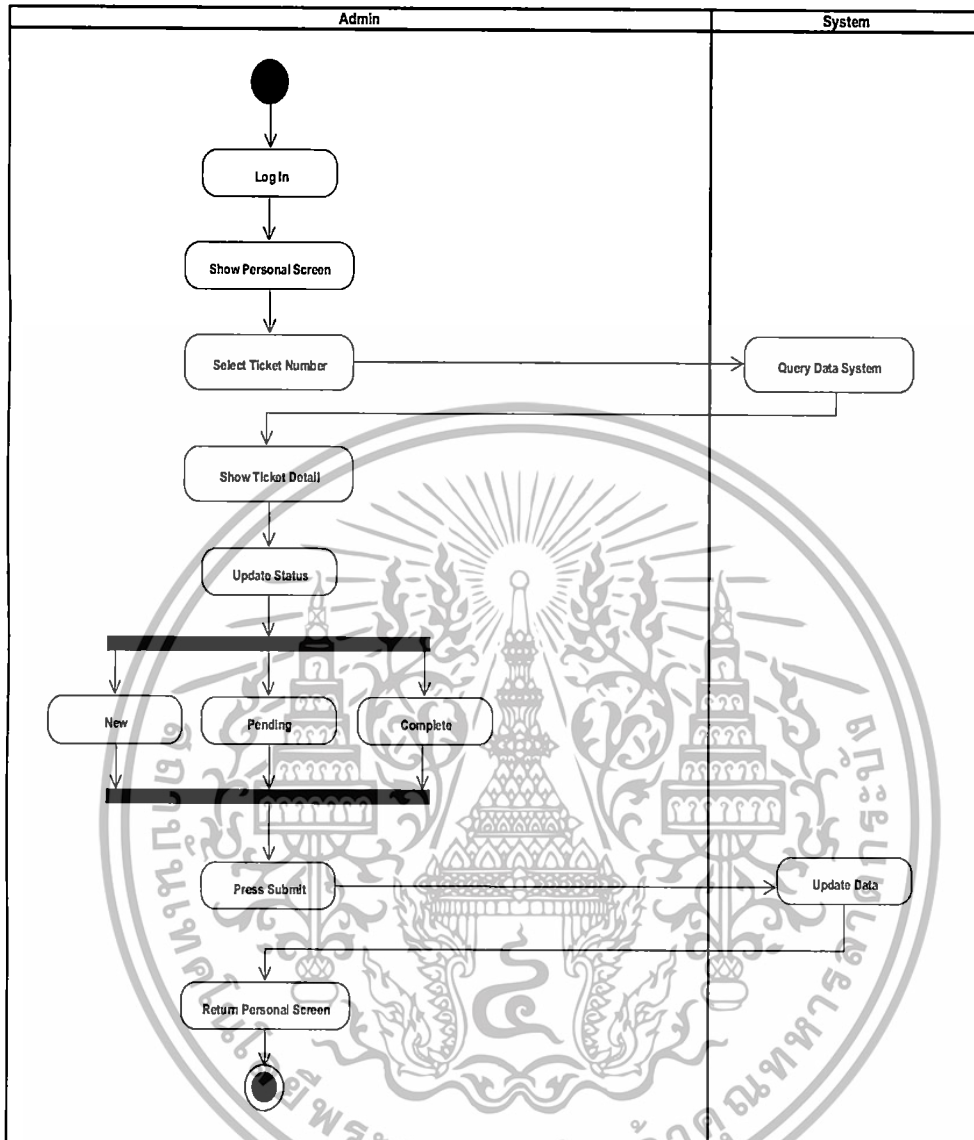 Admin
System
Log In
Show Personal Screen
Select Ticket Number
Query Data System
Show Ticket Detail
Update Status
New
Pending
Complete
Press Submit
Update Data
Return Personal Screen